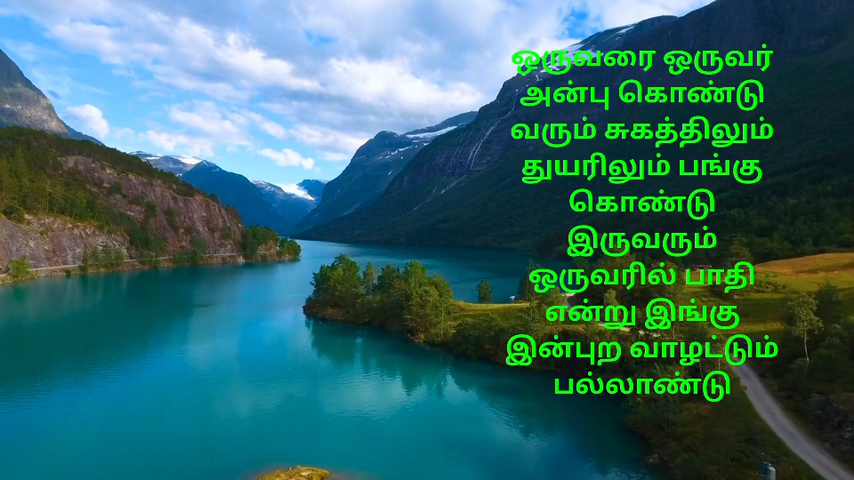 ஒருவரை ஒருவர்
அன்பு கொண்டு
வரும் சுகத்திலும்
துயரிலும் பங்கு
கொண்டு
இருவரும்
ஒருவரில் பாதி
என்று இங்கு
இன்புற வாழட்டும்
பல்லாண்டு